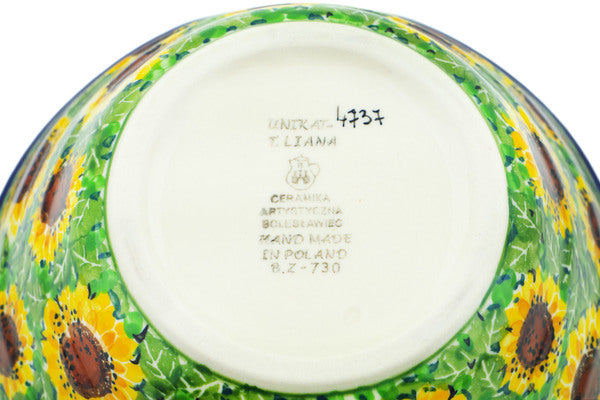 UNIKAT- 4737
T. LIANA
CERAMIKA
ARTYSTYCZNA
BOLESŁAWIEC
HAND MADE
IN POLAND
B.Z-730